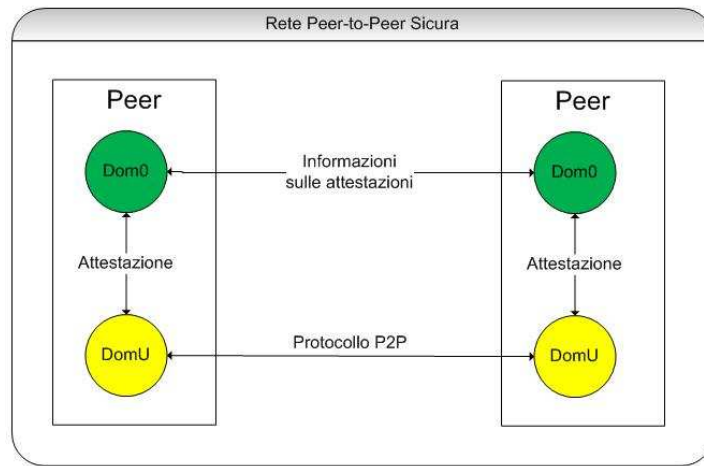 Rete Peer-to-Peer Sicura
Peer
Peer
Dom0
Informazioni
sulle attestazioni
Dom0
Attestazione
Attestazione
DomU
Protocollo P2P
DomU